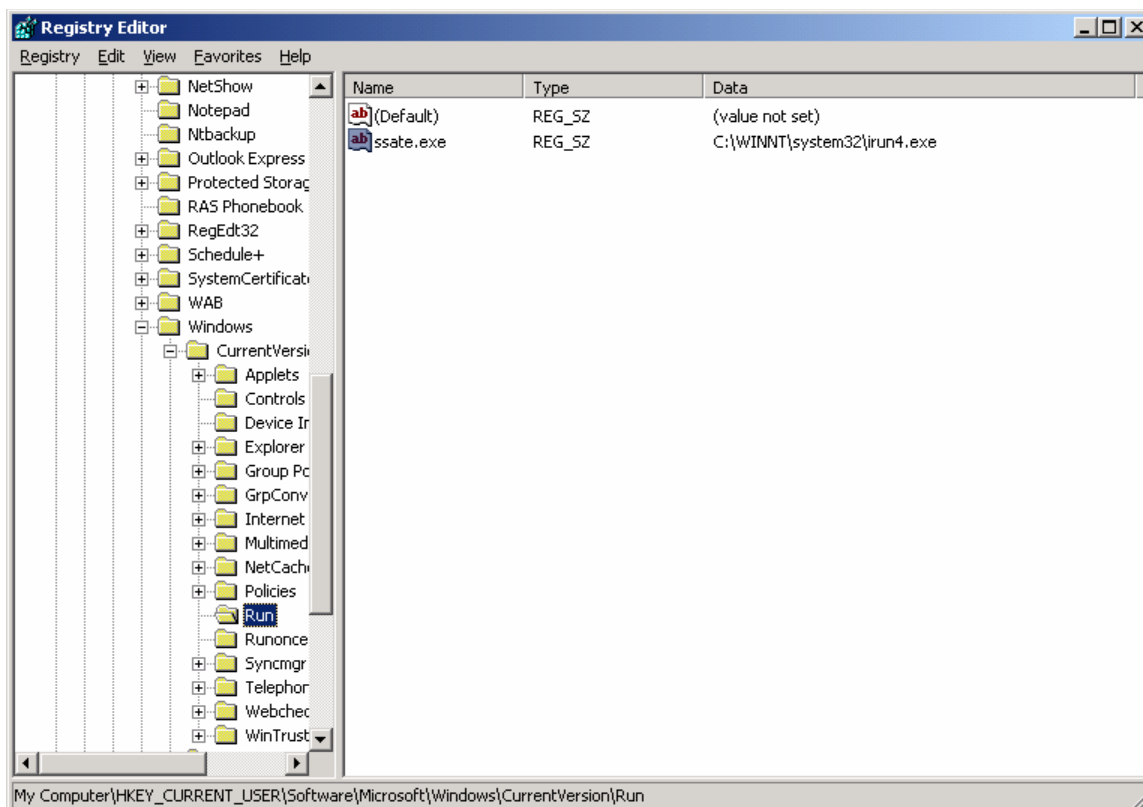 Registry Editor
Registry Edit View Favorites Help
NetShow
Notepad
Ntbackup
Outlook Express
Protected Storag
RAS Phonebook
RegEdt32
Schedule+
SystemCertificat
WAB
Windows
CurrentVersi
Applets
Controls
Device Ir
Explorer
Group Po
GrpConv
Internet
Multimed
NetCach
Policies
Run
Runonce
Syncmgr
Telephor
Webchec
WinTrust
Name Type Data
ab (Default) REG_SZ (value not set)
ab ssate.exe REG_SZ C:\WINNT\system32\irun4.exe
My Computer\HKEY_CURRENT_USER\Software\Microsoft\Windows\CurrentVersion\Run